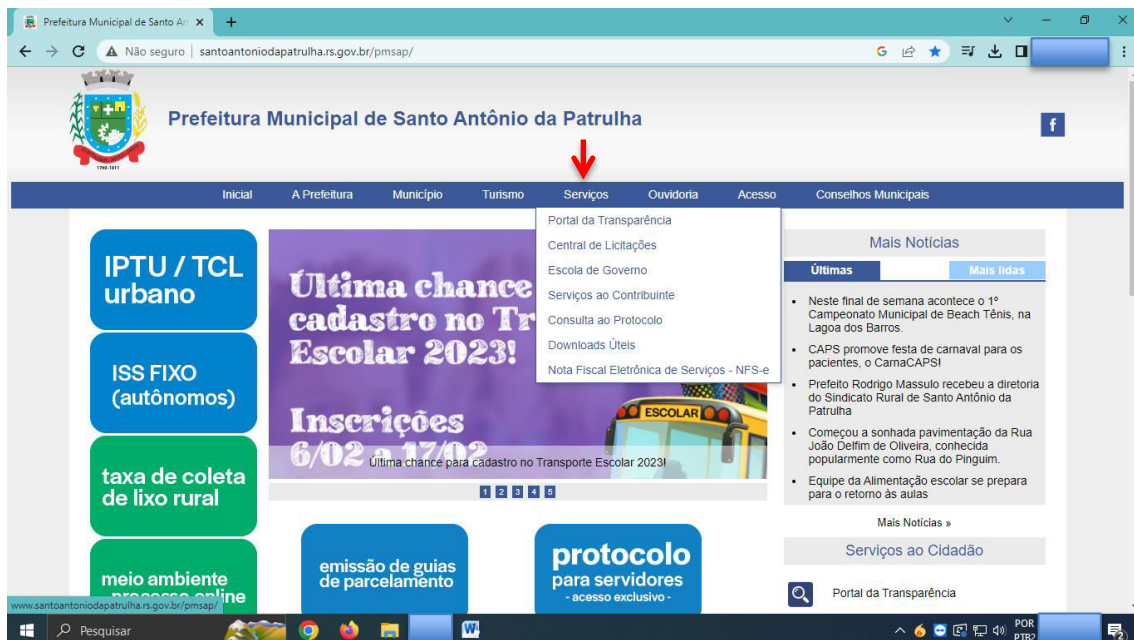 Prefeitura Municipal de Santo An
Não seguro | santoantoniodapatrulha.rs.gov.br/pmsap/
Prefeitura Municipal de Santo Antônio da Patrulha
1760-1811
Inicial A Prefeitura Município Turismo Serviços Ouvidoria Acesso Conselhos Municipais
Portal da Transparência
Central de Licitações
Escola de Governo
Serviços ao Contribuinte
Consulta ao Protocolo
Downloads Úteis
Nota Fiscal Eletrônica de Serviços - NFS-e
IPTU / TCL
urbano
ISS FIXO
(autônomos)
taxa de coleta
de lixo rural
meio ambiente
Última chance
cadastro no Tr
Escolar 2023!
Inscrições
6/02 a 17/02
ESCOLAR
Última chance para cadastro no Transporte Escolar 2023!
1 2 3 4 5
emissão de guias
de parcelamento
protocolo
para servidores
- acesso exclusivo -
Mais Notícias
Últimas Mais lidas
Neste final de semana acontece o 1º
Campeonato Municipal de Beach Tênis, na
Lagoa dos Barros.
CAPS promove festa de carnaval para os
pacientes, o CarnaCAPS!
Prefeito Rodrigo Massulo recebeu a diretoria
do Sindicato Rural de Santo Antônio da
Patrulha
Começou a sonhada pavimentação da Rua
João Delfim de Oliveira, conhecida
popularmente como Rua do Pinguim.
Equipe da Alimentação escolar se prepara
para o retorno às aulas
Mais Notícias »
Serviços ao Cidadão
Portal da Transparência
www.santoantoniodapatrulha.rs.gov.br/pmsap/
Pesquisar
POR
PTB2